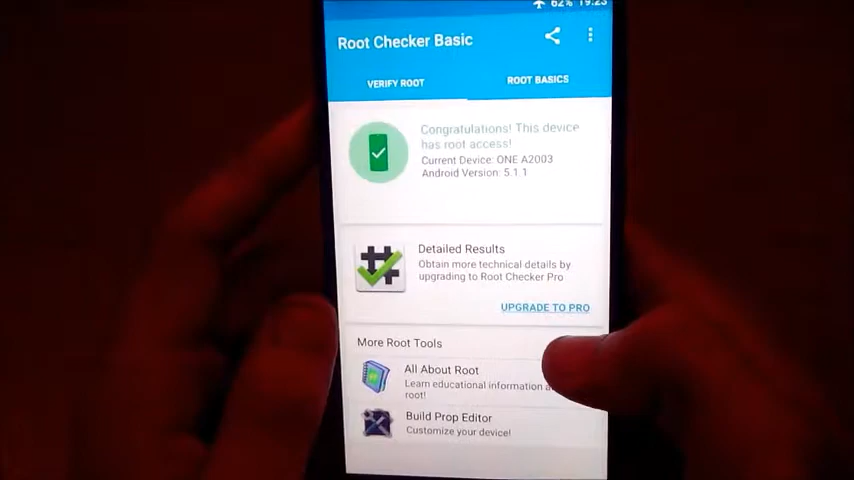 62% 19:23
Root Checker Basic
VERIFY ROOT
ROOT BASICS
Congratulations! This device
has root access!
Current Device: ONE A2003
Android Version: 5.1.1
Detailed Results
Obtain more technical details by
upgrading to Root Checker Pro
UPGRADE TO PRO
More Root Tools
All About Root
Learn educational information
root!
Build Prop Editor
Customize your device!